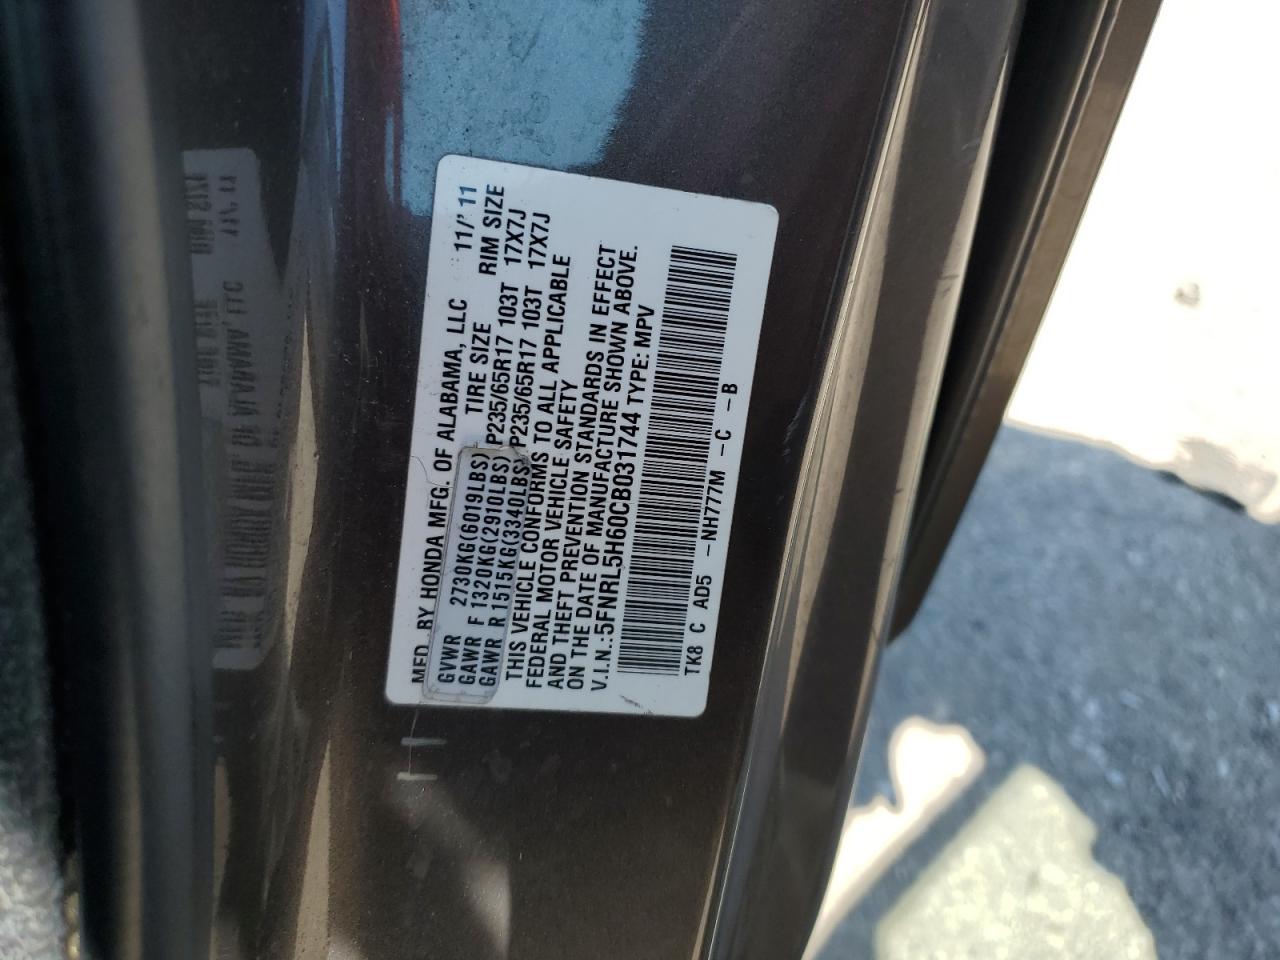 MFD. BY HONDA MFG. OF ALABAMA, LLC 11/'11
GVWR 2730KG(6019LBS) TIRE SIZE RIM SIZE
GAWR F 1320KG(2910LBS) P235/65R17 103T 17X7J
GAWR R 1515KG(3340LBS) P235/65R17 103T 17X7J
THIS VEHICLE CONFORMS TO ALL APPLICABLE
FEDERAL MOTOR VEHICLE SAFETY
AND THEFT PREVENTION STANDARDS IN EFFECT
ON THE DATE OF MANUFACTURE SHOWN ABOVE.
V.I.N.:5FNRL5H60CB031744 TYPE: MPV
TK8 C AD5 -NH777M -C -B